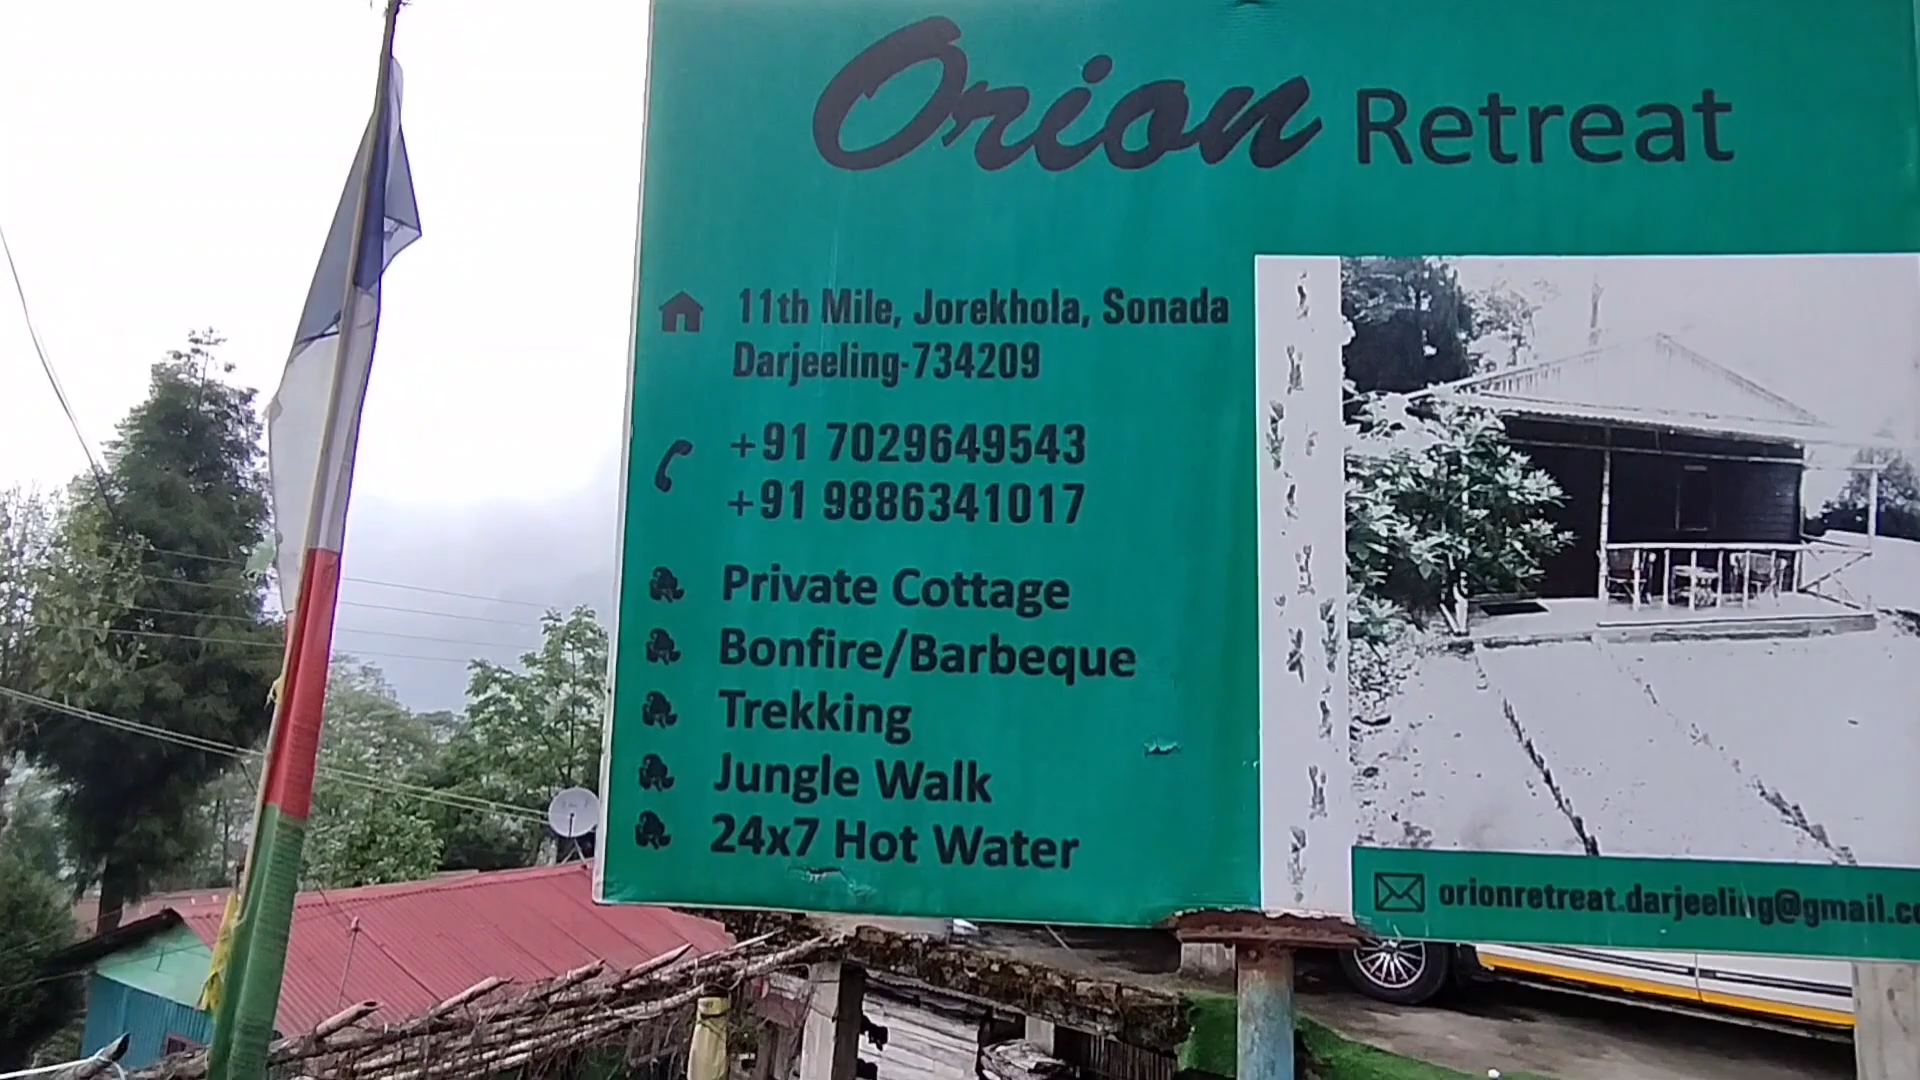 Orion Retreat
11th Mile, Jorekhola, Sonada
Darjeeling-734209
+91 7029649543
+91 9886341017
Private Cottage
Bonfire/Barbeque
Trekking
Jungle Walk
24x7 Hot Water
orionretreat.darjeeling@gmail.co